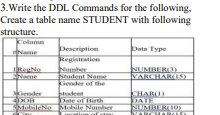 3.Write the DDL Commands for the following,
Create a table name STUDENT with following
structure.
Column
#Name Description Data Type
Registration
1RegNo Number NUMBER(3)
2Name Student Name VARCHAR(15)
Gender of the
3Gender student CHAR(1)
4DOB Date of Birth DATE
5MobileNo Mobile Number NUMBER(10)